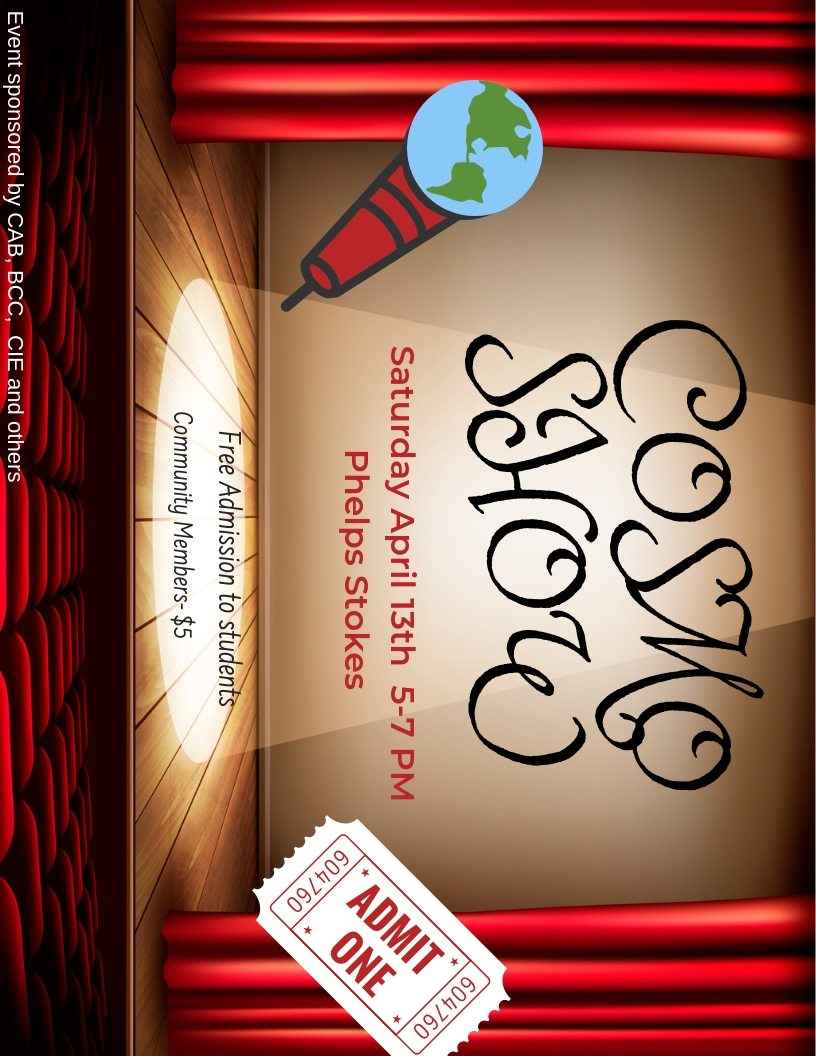 COSMO
SHOW
Saturday April 13th  5-7 PM
Phelps Stokes
604760
ADMIT
ONE
604760
Free Admission to students
Community Members- $5
Event sponsored by CAB, BCC,  CIE and others